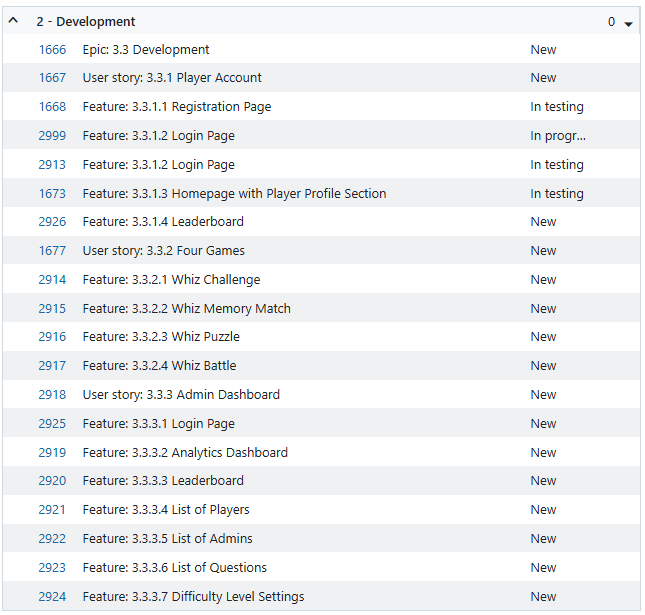 2 - Development 0
1666 Epic: 3.3 Development New
1667 User story: 3.3.1 Player Account New
1668 Feature: 3.3.1.1 Registration Page In testing
2999 Feature: 3.3.1.2 Login Page In progr...
2913 Feature: 3.3.1.2 Login Page In testing
1673 Feature: 3.3.1.3 Homepage with Player Profile Section In testing
2926 Feature: 3.3.1.4 Leaderboard New
1677 User story: 3.3.2 Four Games New
2914 Feature: 3.3.2.1 Whiz Challenge New
2915 Feature: 3.3.2.2 Whiz Memory Match New
2916 Feature: 3.3.2.3 Whiz Puzzle New
2917 Feature: 3.3.2.4 Whiz Battle New
2918 User story: 3.3.3 Admin Dashboard New
2925 Feature: 3.3.3.1 Login Page New
2919 Feature: 3.3.3.2 Analytics Dashboard New
2920 Feature: 3.3.3.3 Leaderboard New
2921 Feature: 3.3.3.4 List of Players New
2922 Feature: 3.3.3.5 List of Admins New
2923 Feature: 3.3.3.6 List of Questions New
2924 Feature: 3.3.3.7 Difficulty Level Settings New